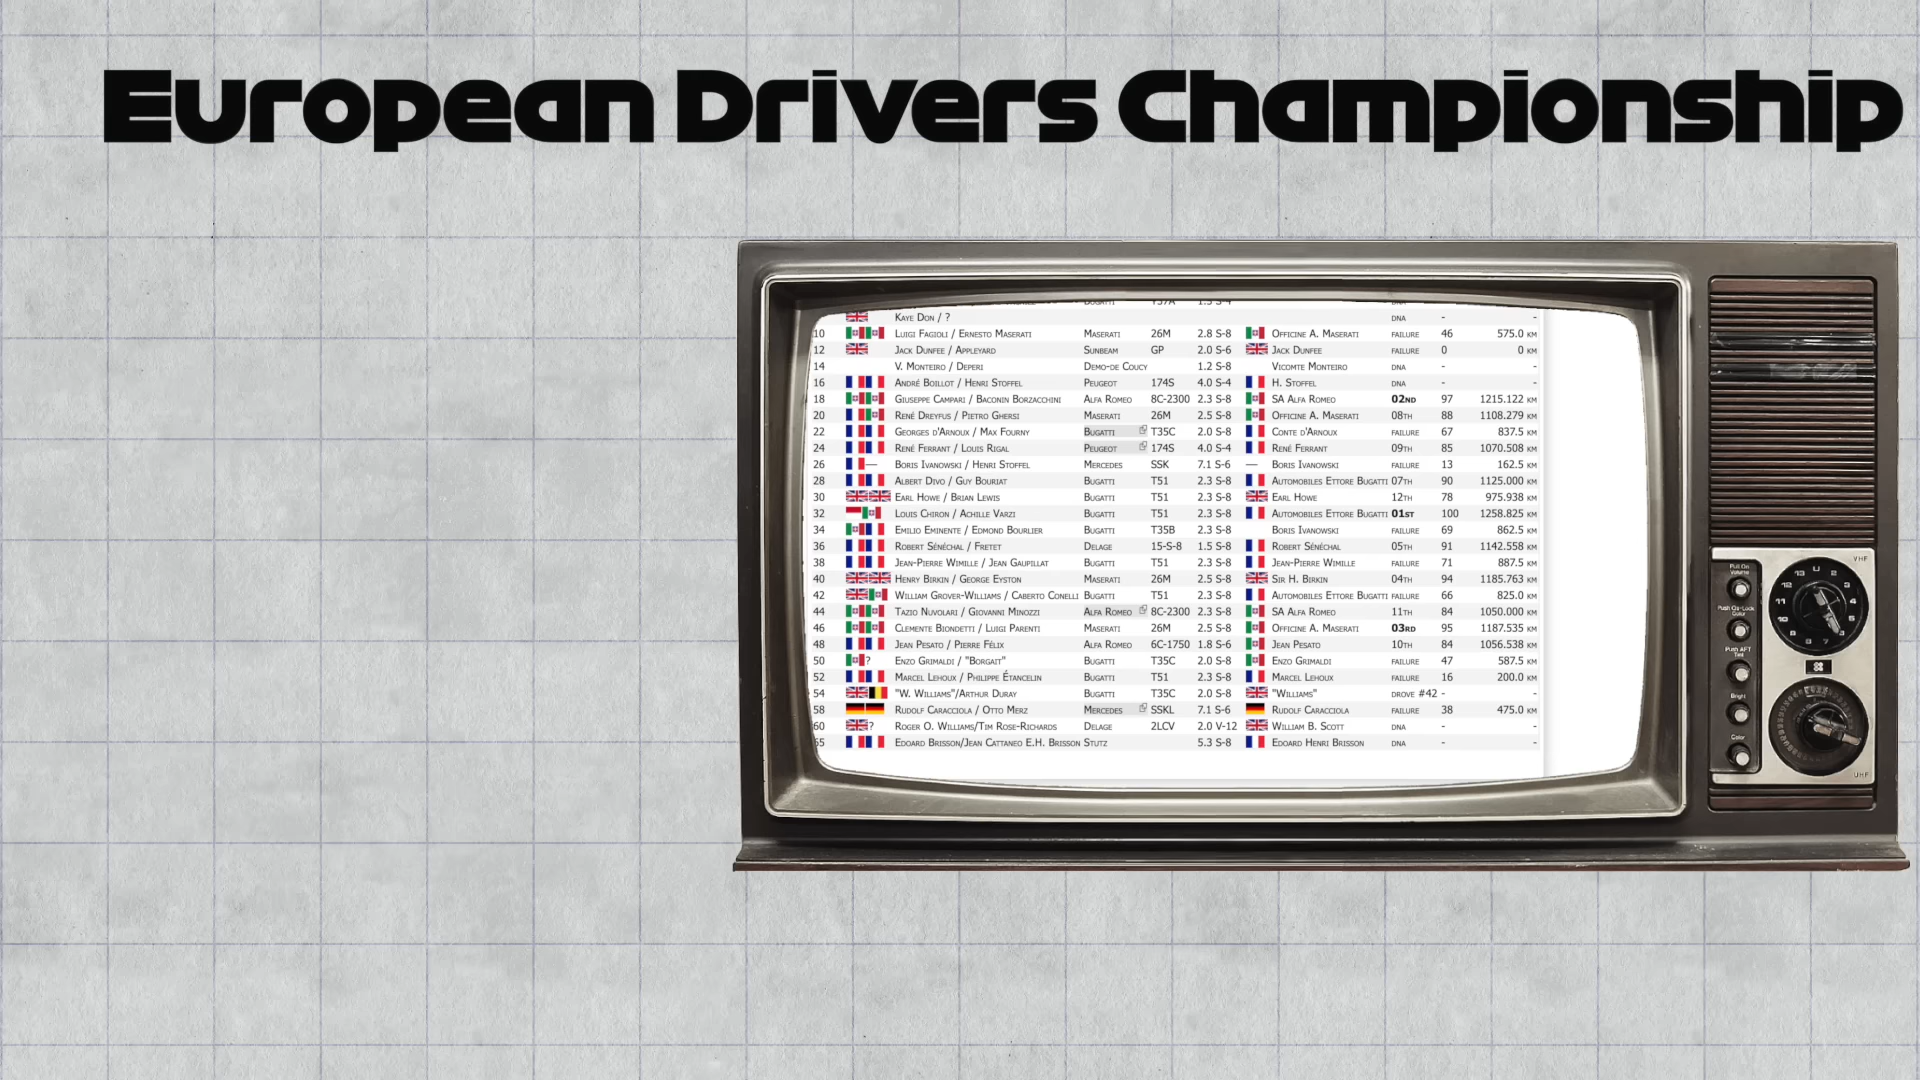 European Drivers Championship
Kaye Don / ? DNA - -
10 Luigi Fagioli / Ernesto Maserati Maserati 26M 2.8 S-8 Officine A. Maserati failure 46 575.0 km
12 Jack Dunfee / Appleyard Sunbeam GP 2.0 S-6 Jack Dunfee failure 0 0 km
14 V. Monteiro / Deperi Demo-de Coucy 1.2 S-8 Vicomte Monteiro DNA - -
16 André Boillot / Henri Stoffel Peugeot 174S 4.0 S-4 H. Stoffel DNA - -
18 Giuseppe Campari / Baconin Borzacchini Alfa Romeo 8C-2300 2.3 S-8 SA Alfa Romeo 02nd 97 1215.122 km
20 René Dreyfus / Pietro Ghersi Maserati 26M 2.5 S-8 Officine A. Maserati 08th 88 1108.279 km
22 Georges d'Arnoux / Max Fourny Bugatti T35C 2.0 S-8 Conte d'Arnoux failure 67 837.5 km
24 René Ferrant / Louis Rigal Peugeot 174S 4.0 S-4 René Ferrant 09th 85 1070.508 km
26 Boris Ivanowski / Henri Stoffel Mercedes SSK 7.1 S-6 Boris Ivanowski failure 13 162.5 km
28 Albert Divo / Guy Bouriat Bugatti T51 2.3 S-8 Automobiles Ettore Bugatti 07th 90 1125.000 km
30 Earl Howe / Brian Lewis Bugatti T51 2.3 S-8 Earl Howe 12th 78 975.938 km
32 Louis Chiron / Achille Varzi Bugatti T51 2.3 S-8 Automobiles Ettore Bugatti 01st 100 1258.825 km
34 Emilio Eminente / Edmond Bourlier Bugatti T35B 2.3 S-8 Boris Ivanowski failure 69 862.5 km
36 Robert Sénéchal / Fretet Delage 15-S-8 1.5 S-8 Robert Sénéchal 05th 91 1142.558 km
38 Jean-Pierre Wimille / Jean Gaupillat Bugatti T51 2.3 S-8 Jean-Pierre Wimille failure 71 887.5 km
40 Henry Birkin / George Eyston Maserati 26M 2.5 S-8 Sir H. Birkin 04th 94 1185.763 km
42 William Grover-Williams / Caberto Conelli Bugatti T51 2.3 S-8 Automobiles Ettore Bugatti failure 66 825.0 km
44 Tazio Nuvolari / Giovanni Minozzi Alfa Romeo 8C-2300 2.3 S-8 SA Alfa Romeo 11th 84 1050.000 km
46 Clemente Biondetti / Luigi Parenti Maserati 26M 2.5 S-8 Officine A. Maserati 03rd 95 1187.535 km
48 Jean Pesato / Pierre Félix Alfa Romeo 6C-1750 1.8 S-6 Jean Pesato 10th 84 1056.538 km
50 ? Enzo Grimaldi / "Borgait" Bugatti T35C 2.0 S-8 Enzo Grimaldi failure 47 587.5 km
52 Marcel Lehoux / Philippe Étancelin Bugatti T51 2.3 S-8 Marcel Lehoux failure 16 200.0 km
54 "W. Williams"/Arthur Duray Bugatti T35C 2.0 S-8 "Williams" drove #42 - -
58 Rudolf Caracciola / Otto Merz Mercedes SSKL 7.1 S-6 Rudolf Caracciola failure 38 475.0 km
60 ? Roger O. Williams/Tim Rose-Richards Delage 2LCV 2.0 V-12 William B. Scott DNA - -
Edoard Brisson/Jean Cattaneo E.H. Brisson Stutz 5.3 S-8 Edoard Henri Brisson DNA - -
VHF
Pull On
Volume
Push On-Lock
Color
Push AFT
Tint
Bright
Color
UHF